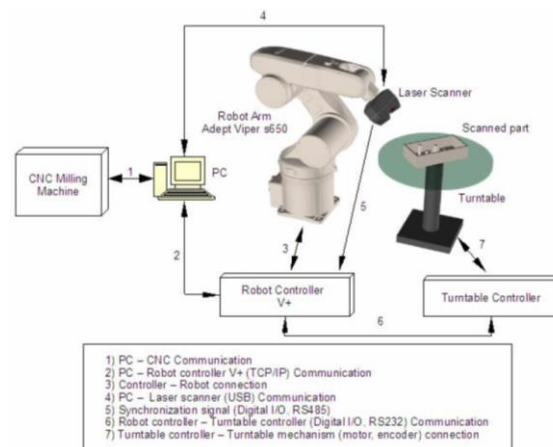 4
Laser Scanner
Robot Arm
Adept Viper s650
Scanned part
CNC Milling
Machine
1
PC
Turntable
5
2
3
7
Robot Controller
V+
Turntable Controller
6
1) PC – CNC Communication
2) PC – Robot controller V+ (TCP/IP) Communication
3) Controller – Robot connection
4) PC – Laser scanner (USB) Communication
5) Synchronization signal (Digital I/O, RS485)
6) Robot controller – Turntable controller (Digital I/O, RS232) Communication
7) Turntable controller – Turntable mechanism (motor, encoder) connection